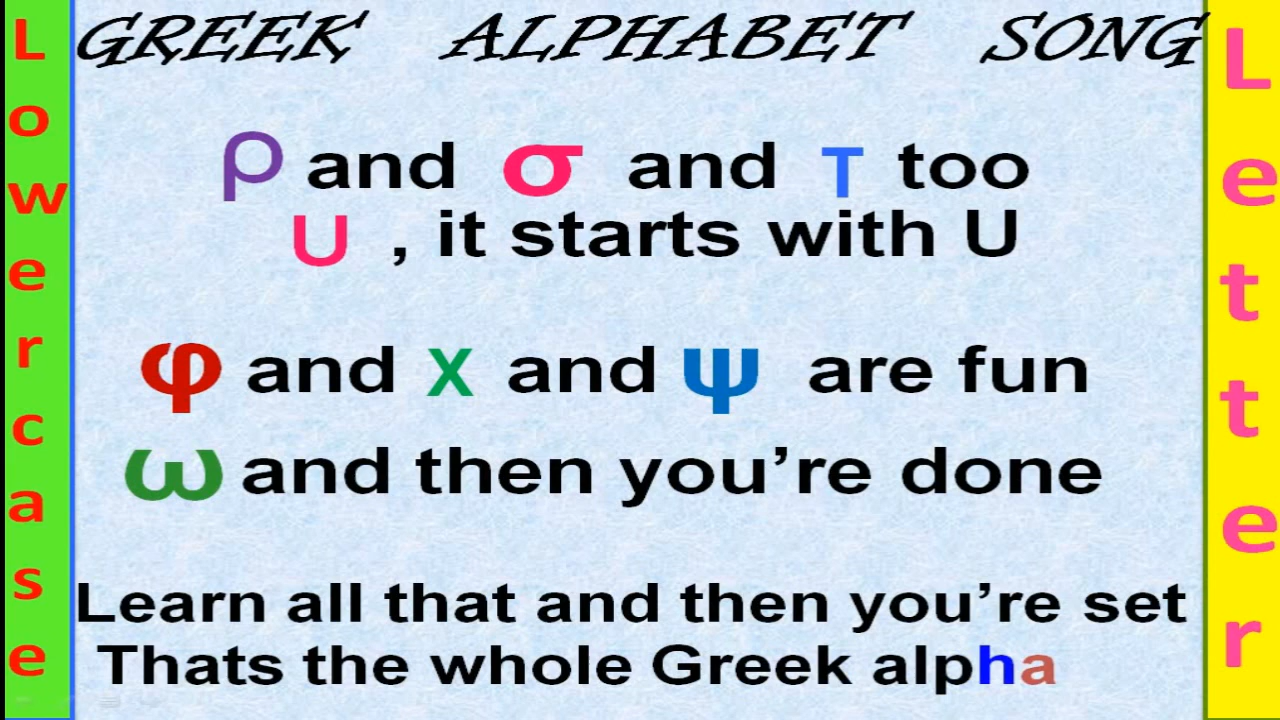 GREEK ALPHABET SONG
Lowercase
ρ and σ and τ too
υ , it starts with U
φ and x and ψ are fun
ω and then you’re done
Learn all that and then you’re set
Thats the whole Greek alpha
Letter